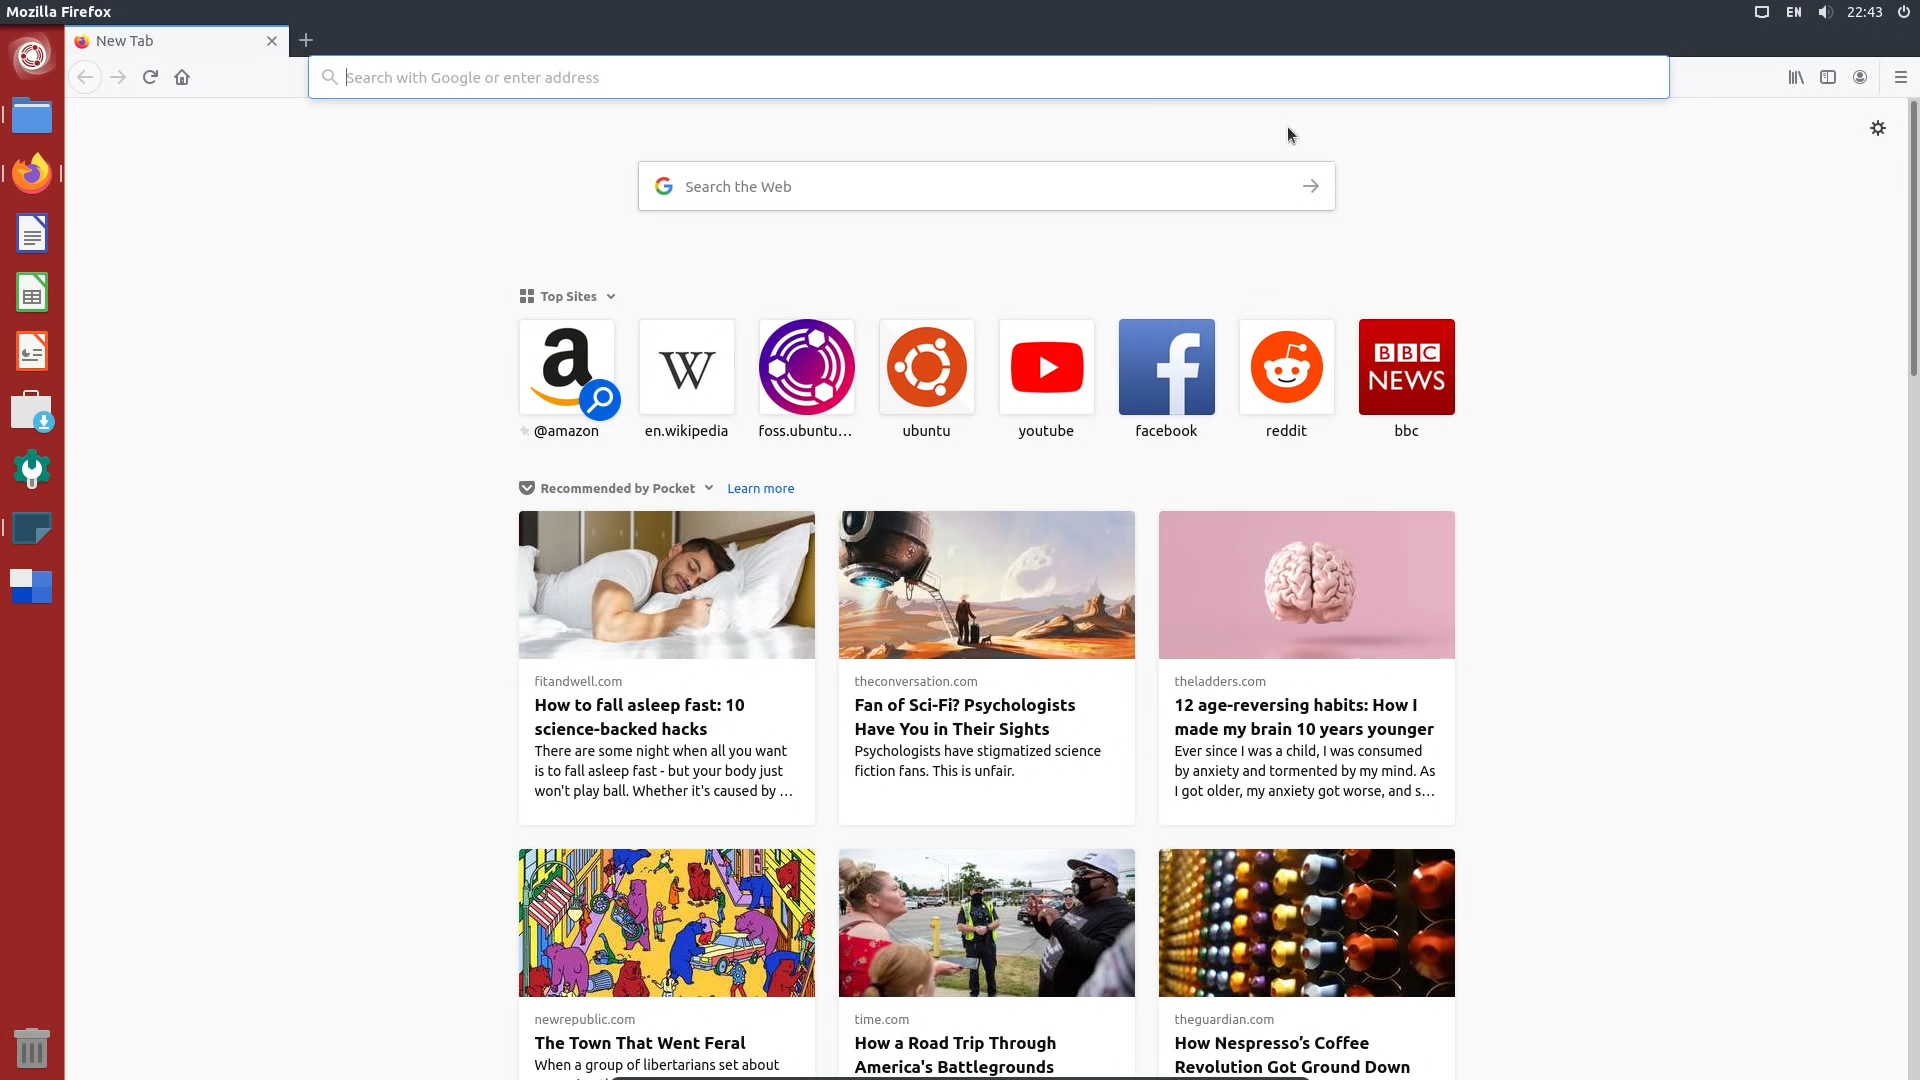 Mozilla Firefox
EN
22:43
New Tab
Search with Google or enter address
Search the Web
Top Sites
a
W
f
BBC
NEWS
@amazon
en.wikipedia
foss.ubuntu…
ubuntu
youtube
facebook
reddit
bbc
Recommended by Pocket
Learn more
fitandwell.com
How to fall asleep fast: 10
science-backed hacks
There are some night when all you want
is to fall asleep fast - but your body just
won't play ball. Whether it's caused by …
theconversation.com
Fan of Sci-Fi? Psychologists
Have You in Their Sights
Psychologists have stigmatized science
fiction fans. This is unfair.
theladders.com
12 age-reversing habits: How I
made my brain 10 years younger
Ever since I was a child, I was consumed
by anxiety and tormented by my mind. As
I got older, my anxiety got worse, and s…
newrepublic.com
The Town That Went Feral
When a group of libertarians set about
time.com
How a Road Trip Through
America's Battlegrounds
theguardian.com
How Nespresso’s Coffee
Revolution Got Ground Down